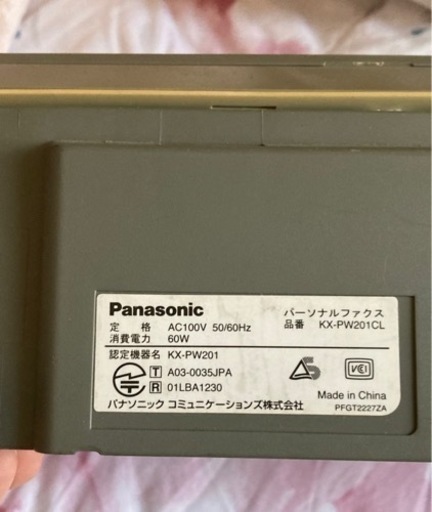 Panasonic パーソナルファクス
定 格 AC100V 50/60Hz 品番 KX-PW201CL
消費電力 60W
認定機器名 KX-PW201
T A03-0035JPA
R 01LBA1230
VCCI
Made in China
パナソニック コミュニケーションズ株式会社 PFGT2227ZA